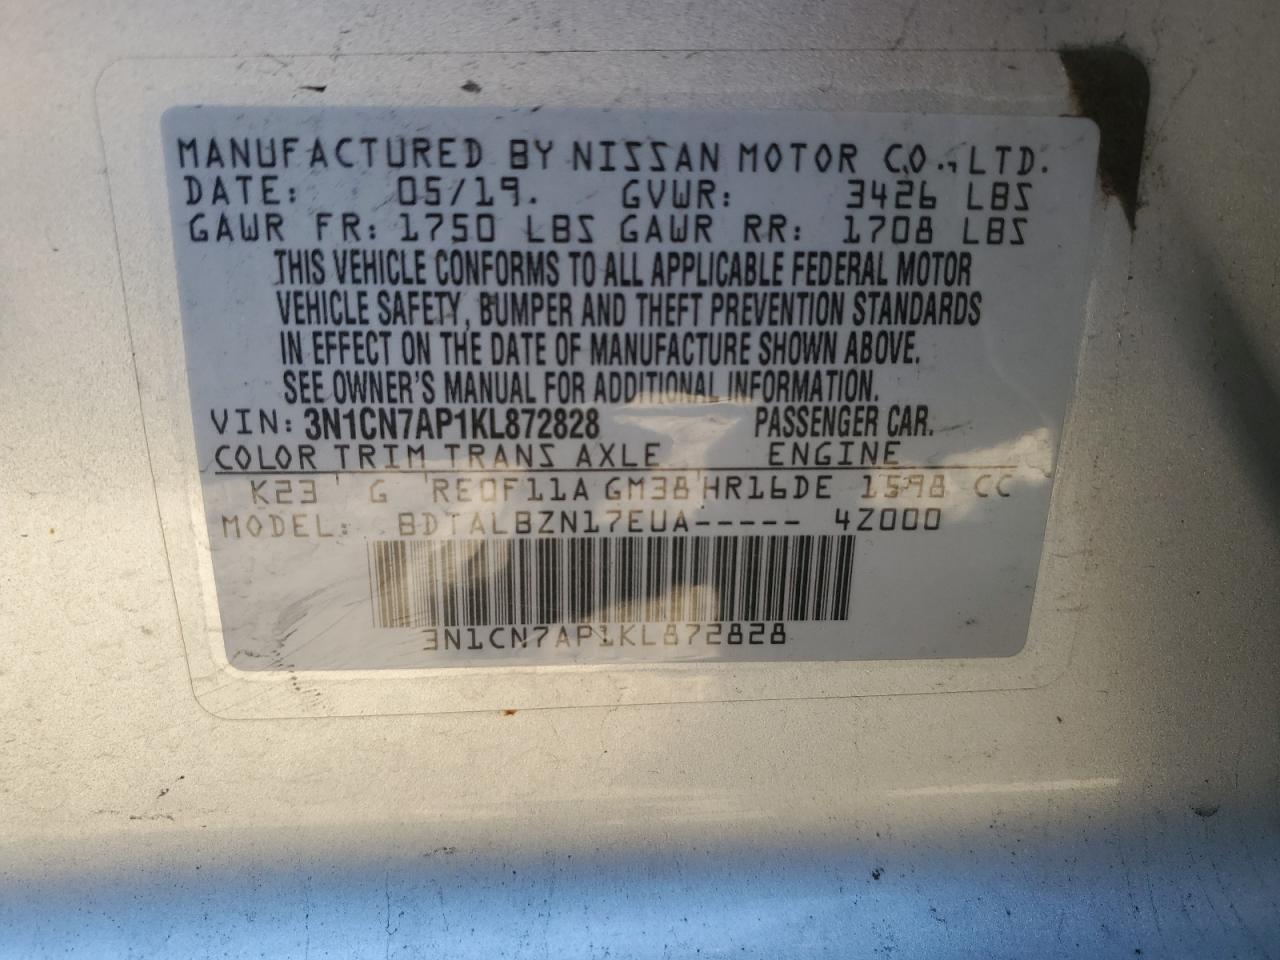 MANUFACTURED BY NISSAN MOTOR CO., LTD.
DATE: 05/19. GVWR: 3426 LBS
GAWR FR: 1750 LBS GAWR RR: 1708 LBS
THIS VEHICLE CONFORMS TO ALL APPLICABLE FEDERAL MOTOR
VEHICLE SAFETY, BUMPER AND THEFT PREVENTION STANDARDS
IN EFFECT ON THE DATE OF MANUFACTURE SHOWN ABOVE.
SEE OWNER'S MANUAL FOR ADDITIONAL INFORMATION.
VIN: 3N1CN7AP1KL872828 PASSENGER CAR.
COLOR TRIM TRANS AXLE ENGINE
K23 G RE0F11A GM38 HR16DE 1598 CC
MODEL: BDTALBZN17EUA----- 4Z000
3N1CN7AP1KL872828